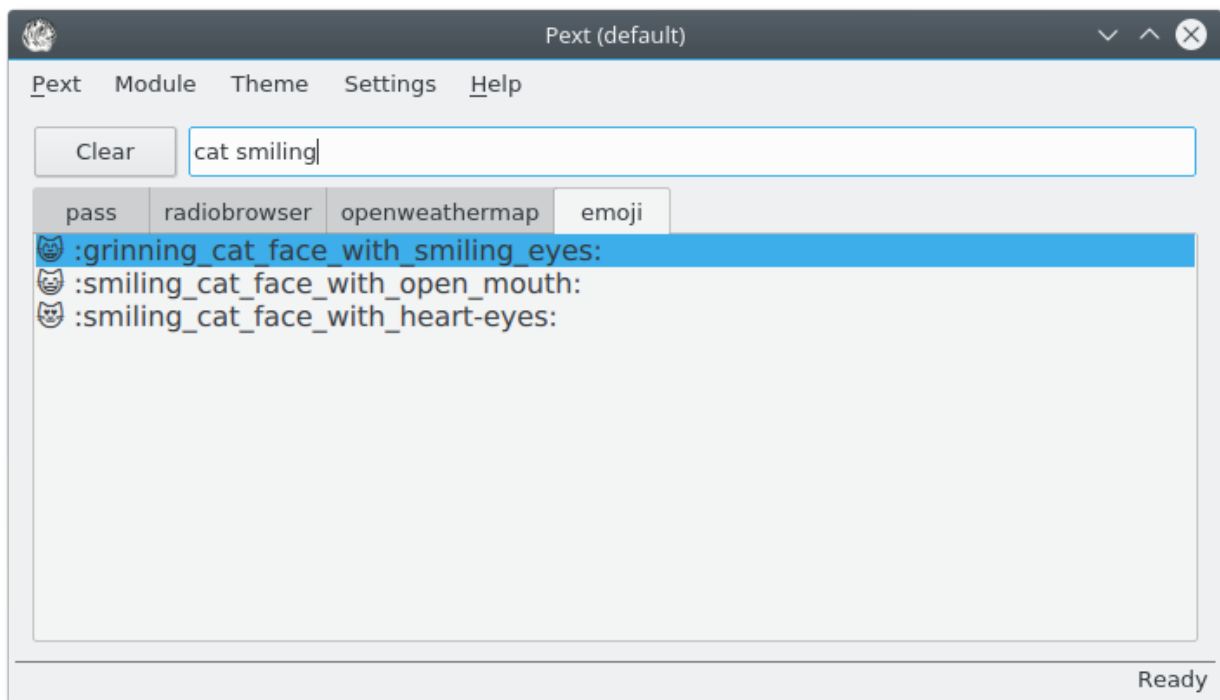 Pext (default)
Pext Module Theme Settings Help
Clear cat smiling
pass radiobrowser openweathermap emoji
😸 :grinning_cat_face_with_smiling_eyes:
😺 :smiling_cat_face_with_open_mouth:
😻 :smiling_cat_face_with_heart-eyes:
Ready